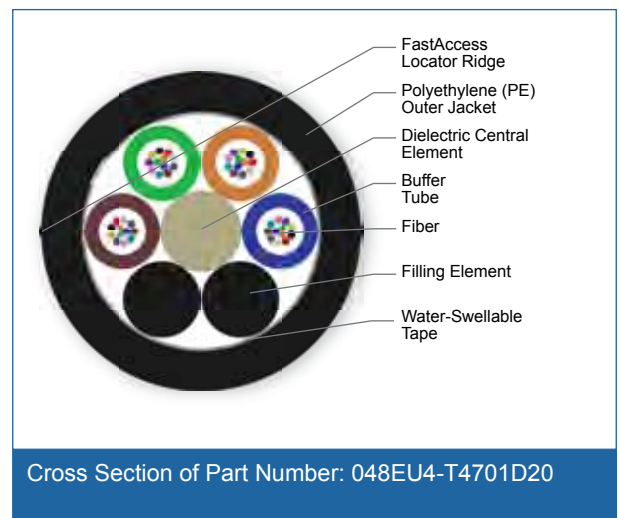 FastAccess
Locator Ridge
Polyethylene (PE)
Outer Jacket
Dielectric Central
Element
Buffer
Tube
Fiber
Filling Element
Water-Swellable
Tape
Cross Section of Part Number: 048EU4-T4701D20